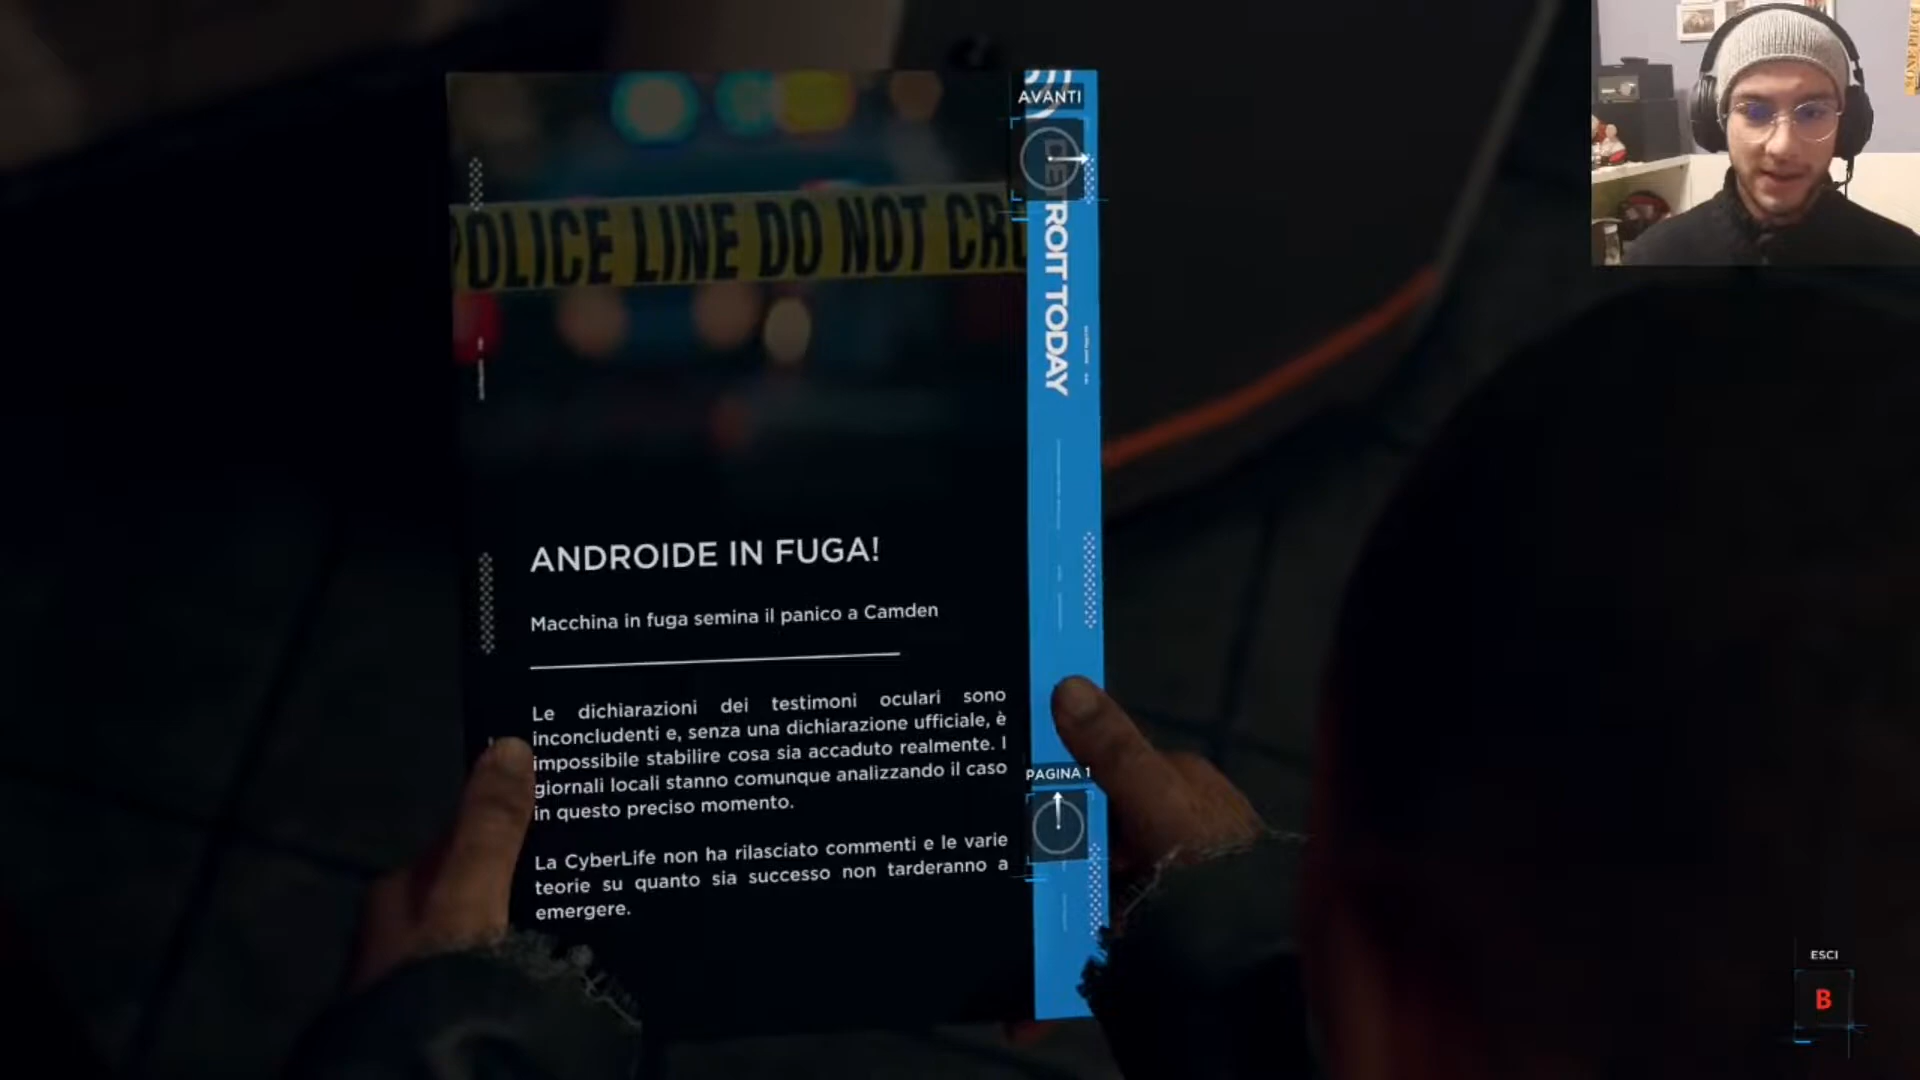 AVANTI
POLICE LINE DO NOT CRO
DETROIT TODAY
ANDROIDE IN FUGA!
Macchina in fuga semina il panico a Camden
Le dichiarazioni dei testimoni oculari sono
inconcludenti e, senza una dichiarazione ufficiale, è
impossibile stabilire cosa sia accaduto realmente. I
giornali locali stanno comunque analizzando il caso
in questo preciso momento.
La CyberLife non ha rilasciato commenti e le varie
teorie su quanto sia successo non tarderanno a
emergere.
PAGINA 1
ESCI
B